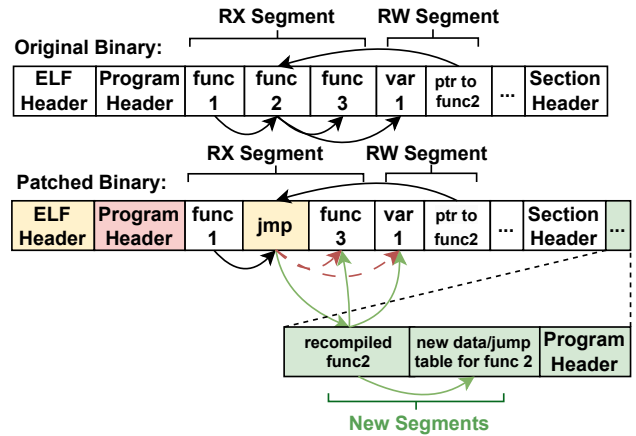 RX Segment
RW Segment
Original Binary:
ELF Header
Program Header
func 1
func 2
func 3
var 1
ptr to func2
...
Section Header
RX Segment
RW Segment
Patched Binary:
ELF Header
Program Header
func 1
jmp
func 3
var 1
ptr to func2
...
Section Header
...
recompiled func2
new data/jump table for func 2
Program Header
New Segments